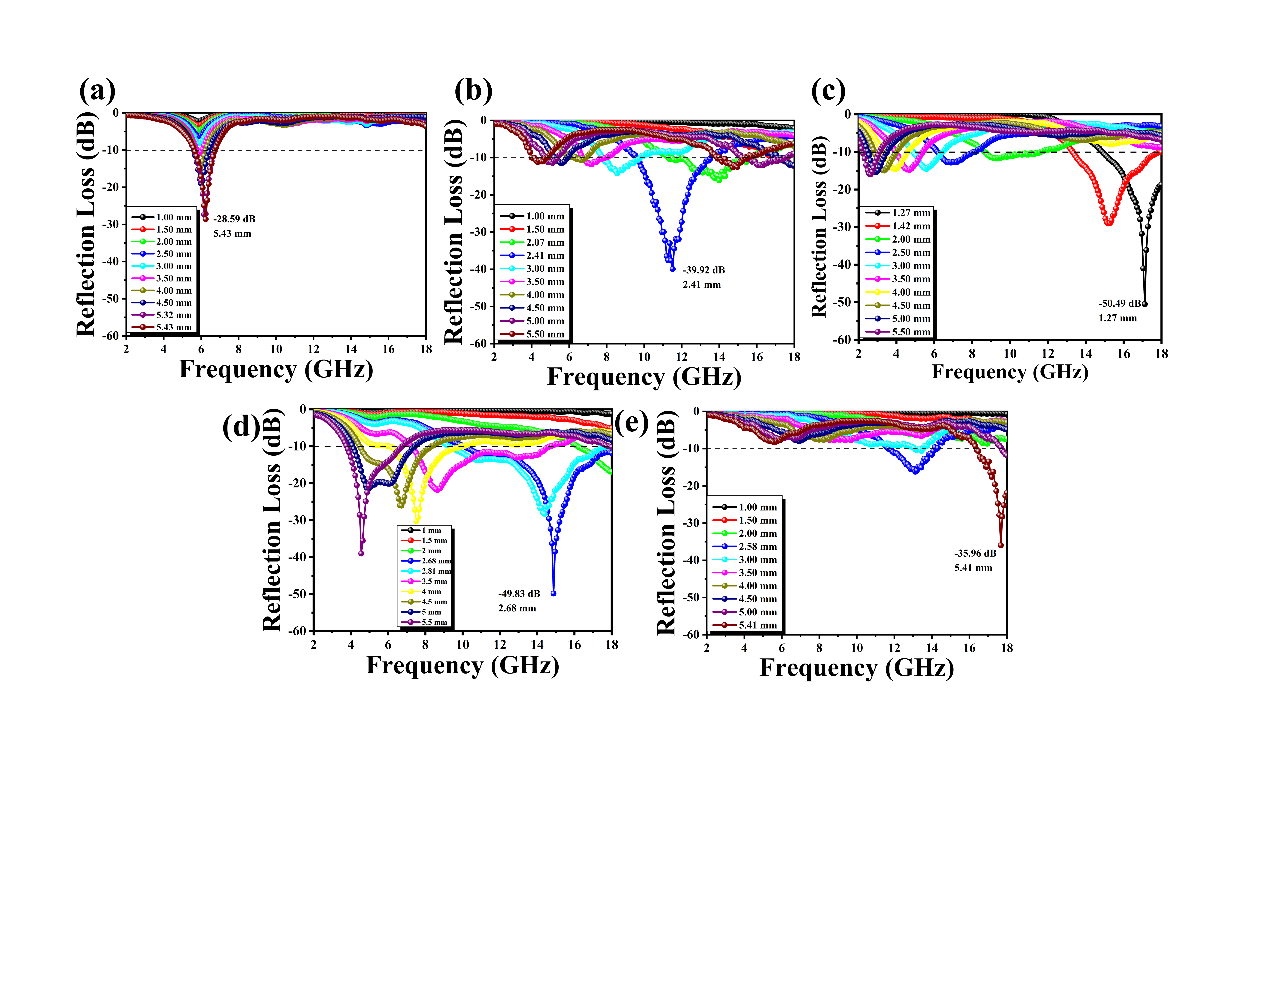 (a)
Reflection Loss (dB)
0
-10
-20
-30
-40
-50
-60
1.00 mm
1.50 mm
2.00 mm
2.50 mm
3.00 mm
3.50 mm
4.00 mm
4.50 mm
5.32 mm
5.43 mm
-28.59 dB
5.43 mm
2 4 6 8 10 12 14 16 18
Frequency (GHz)
(b)
Reflection Loss (dB)
0
-10
-20
-30
-40
-50
-60
1.00 mm
1.50 mm
2.07 mm
2.41 mm
3.00 mm
3.50 mm
4.00 mm
4.50 mm
5.00 mm
5.50 mm
-39.92 dB
2.41 mm
2 4 6 8 10 12 14 16 18
Frequency (GHz)
(c)
Reflection Loss (dB)
0
-10
-20
-30
-40
-50
-60
1.27 mm
1.42 mm
2.00 mm
2.50 mm
3.00 mm
3.50 mm
4.00 mm
4.50 mm
5.00 mm
5.50 mm
-50.49 dB
1.27 mm
2 4 6 8 10 12 14 16 18
Frequency (GHz)
(d)
Reflection Loss (dB)
0
-10
-20
-30
-40
-50
-60
1 mm
1.5 mm
2 mm
2.68 mm
2.81 mm
3.5 mm
4 mm
4.5 mm
5 mm
5.5 mm
-49.83 dB
2.68 mm
2 4 6 8 10 12 14 16 18
Frequency (GHz)
(e)
Reflection Loss (dB)
0
-10
-20
-30
-40
-50
-60
1.00 mm
1.50 mm
2.00 mm
2.58 mm
3.00 mm
3.50 mm
4.00 mm
4.50 mm
5.00 mm
5.41 mm
-35.96 dB
5.41 mm
2 4 6 8 10 12 14 16 18
Frequency (GHz)